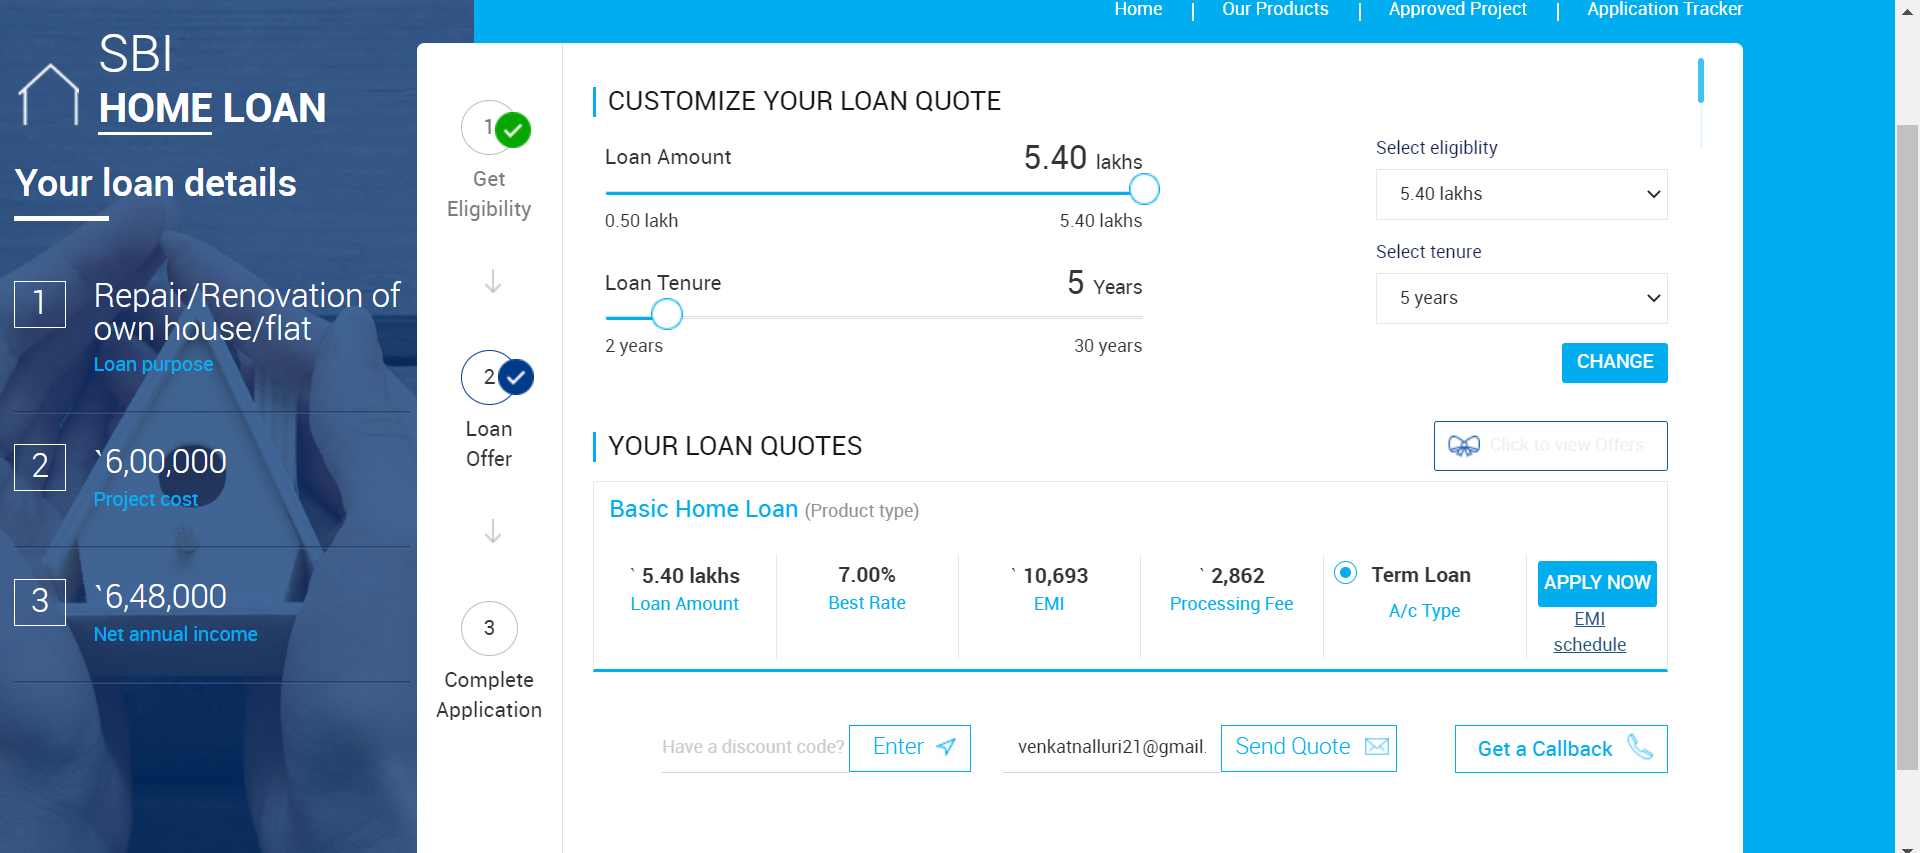 Home | Our Products | Approved Project | Application Tracker
SBI
HOME LOAN
Your loan details
1
Repair/Renovation of
own house/flat
Loan purpose
2
`6,00,000
Project cost
3
`6,48,000
Net annual income
1
Get
Eligibility
2
Loan
Offer
3
Complete
Application
CUSTOMIZE YOUR LOAN QUOTE
Loan Amount 5.40 lakhs
0.50 lakh 5.40 lakhs
Loan Tenure 5 Years
2 years 30 years
Select eligiblity
5.40 lakhs
Select tenure
5 years
CHANGE
YOUR LOAN QUOTES
Click to view Offers
Basic Home Loan (Product type)
` 5.40 lakhs
Loan Amount
7.00%
Best Rate
` 10,693
EMI
` 2,862
Processing Fee
Term Loan
A/c Type
APPLY NOW
EMI
schedule
Have a discount code? Enter
venkatnalluri21@gmail. Send Quote
Get a Callback